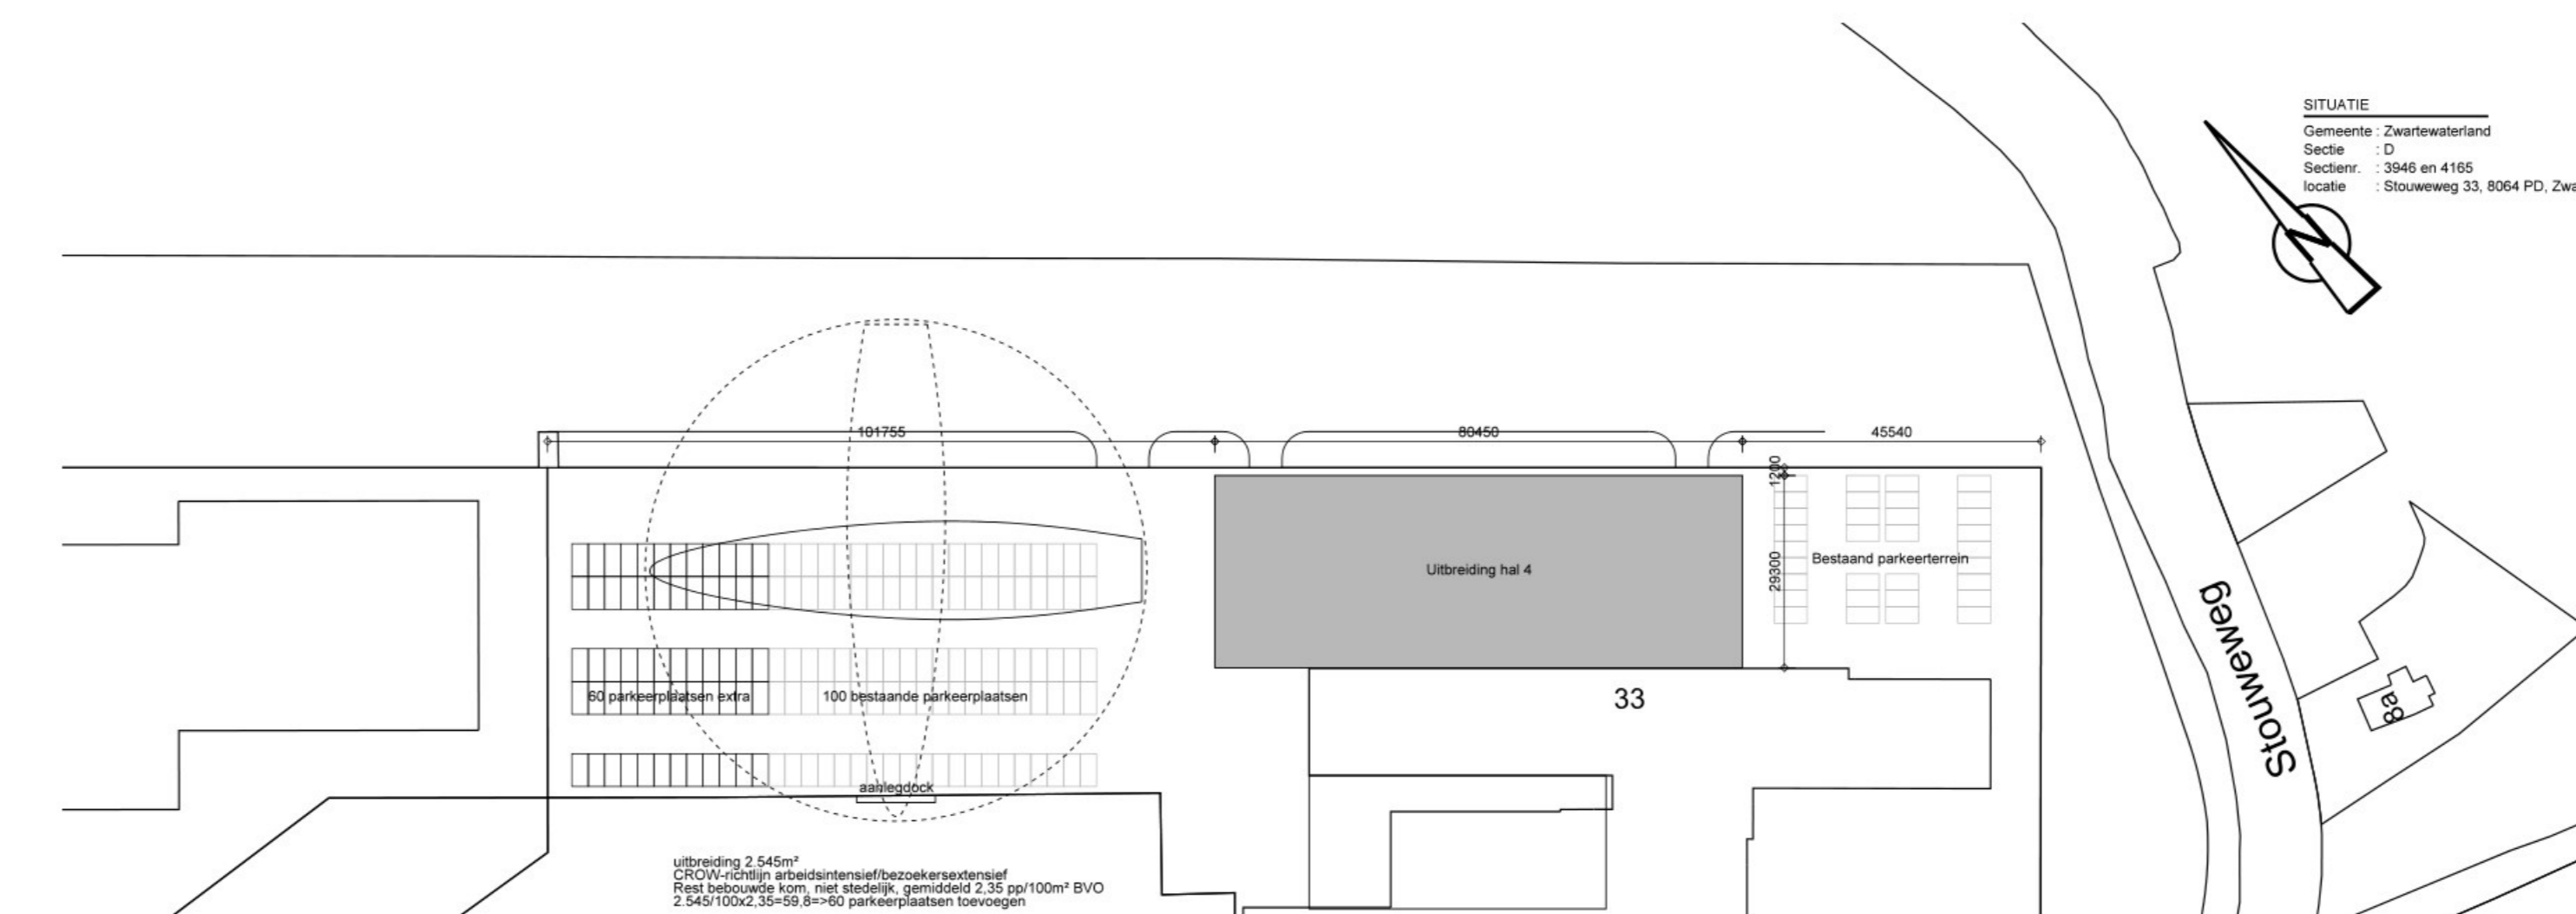 SITUATIE
Gemeente : Zwartewaterland
Sectie : D
Sectienr. : 3946 en 4165
locatie : Stouweweg 33, 8064 PD, Zwa
N
101755
80450
45540
1200
29300
Uitbreiding hal 4
Bestaand parkeerterrein
60 parkeerplaatsen extra
100 bestaande parkeerplaatsen
33
Stouweweg
8a
aanlegdock
uitbreiding 2.545m²
CROW-richtlijn arbeidsintensief/bezoekersextensief
Rest bebouwde kom, niet stedelijk, gemiddeld 2,35 pp/100m² BVO
2.545/100x2,35=59,8=>60 parkeerplaatsen toevoegen